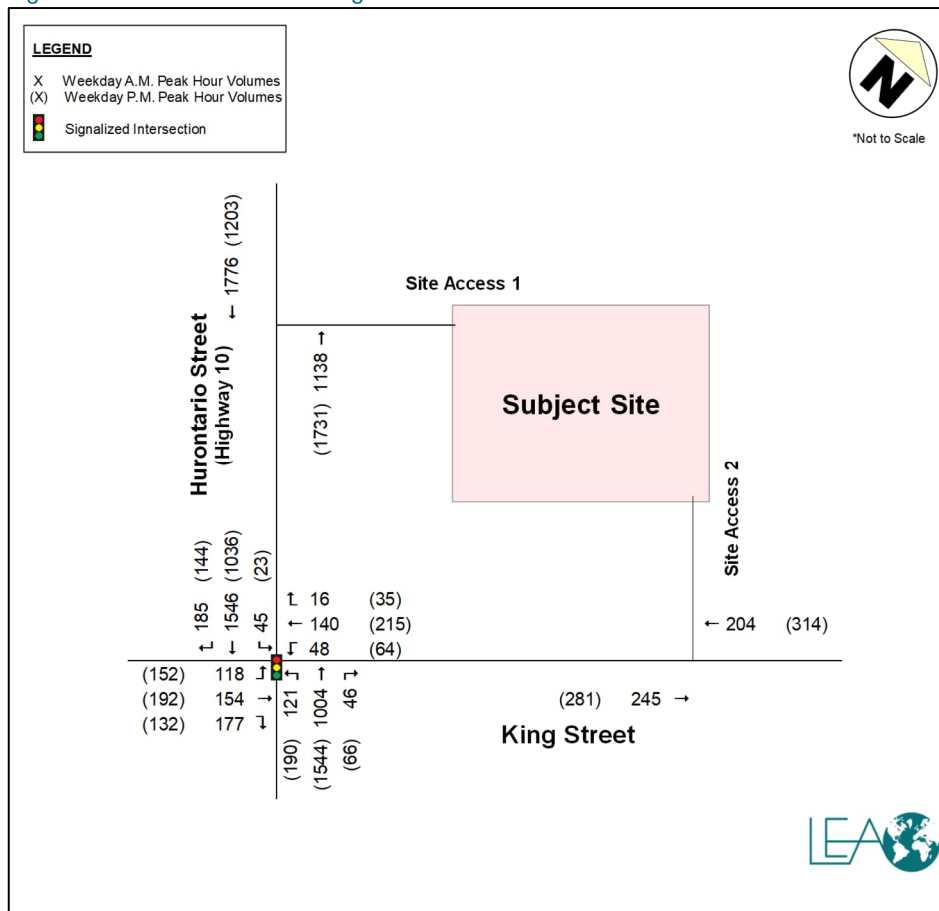 LEGEND
X Weekday A.M. Peak Hour Volumes
(X) Weekday P.M. Peak Hour Volumes
Signalized Intersection
N
*Not to Scale
1776 (1203)
Site Access 1
Hurontario Street
(Highway 10)
(1731) 1138
Subject Site
Site Access 2
185 (144)
1546 (1036)
45 (23)
16 (35)
140 (215)
48 (64)
204 (314)
(152) 118
(192) 154
(132) 177
121 (190)
1004 (1544)
46 (66)
(281) 245
King Street
LEA